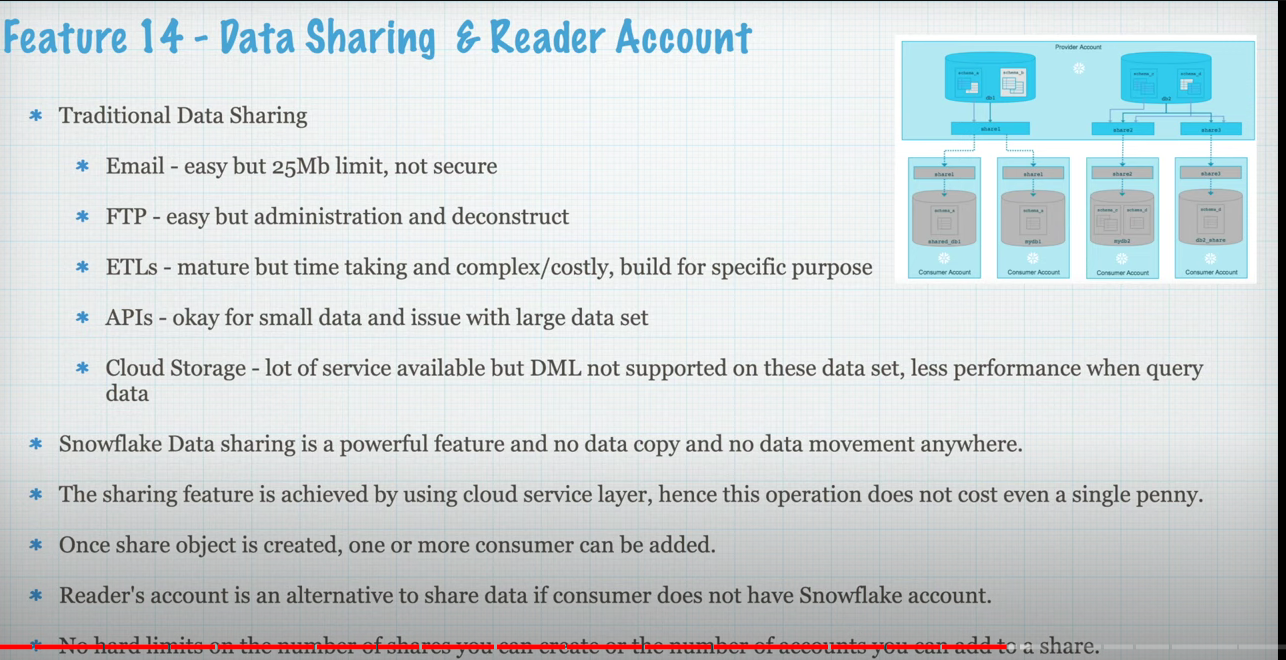 Feature 14 - Data Sharing & Reader Account
* Traditional Data Sharing
* Email - easy but 25Mb limit, not secure
* FTP - easy but administration and deconstruct
* ETLs - mature but time taking and complex/costly, build for specific purpose
* APIs - okay for small data and issue with large data set
* Cloud Storage - lot of service available but DML not supported on these data set, less performance when query
data
* Snowflake Data sharing is a powerful feature and no data copy and no data movement anywhere.
* The sharing feature is achieved by using cloud service layer, hence this operation does not cost even a single penny.
* Once share object is created, one or more consumer can be added.
* Reader's account is an alternative to share data if consumer does not have Snowflake account.
* No hard limits on the number of shares you can create or the number of accounts you can add to a share.
Provider Account
schema_a schema_b schema_c schema_d
db1 db2
share1 share2 share3
share1 share1 share2 share3
schema_a schema_a schema_c schema_d
shared_db1 mydb1 mydb2 db2_share
Consumer Account Consumer Account Consumer Account Consumer Account